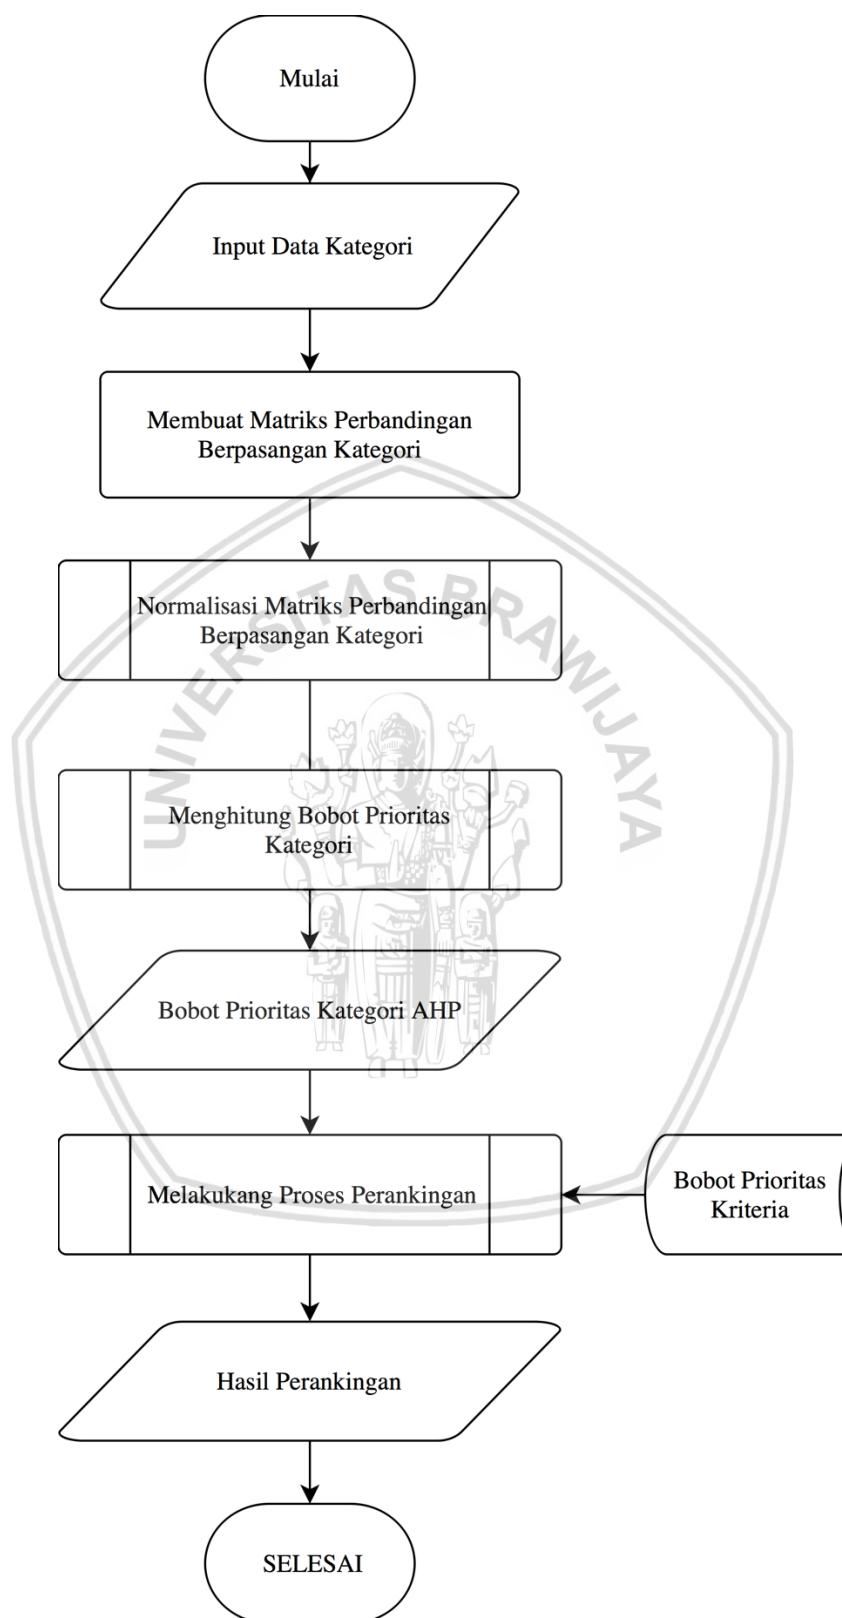 Mulai
Input Data Kategori
Membuat Matriks Perbandingan
Berpasangan Kategori
UNIVERSITAS BRAWIJAYA
Normalisasi Matriks Perbandingan
Berpasangan Kategori
Menghitung Bobot Prioritas
Kategori
Bobot Prioritas Kategori AHP
Melakukang Proses Perankingan
Bobot Prioritas
Kriteria
Hasil Perankingan
SELESAI